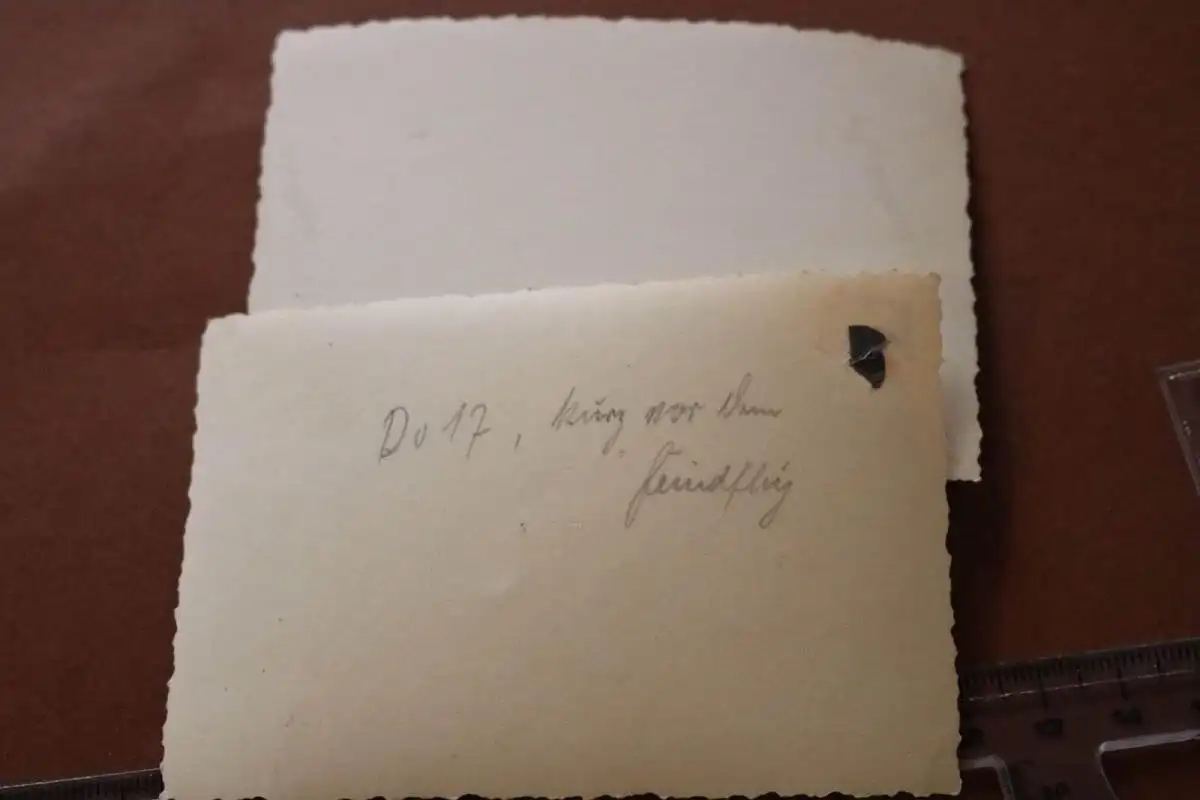 Do 17, kurz vor dem
Feindflug